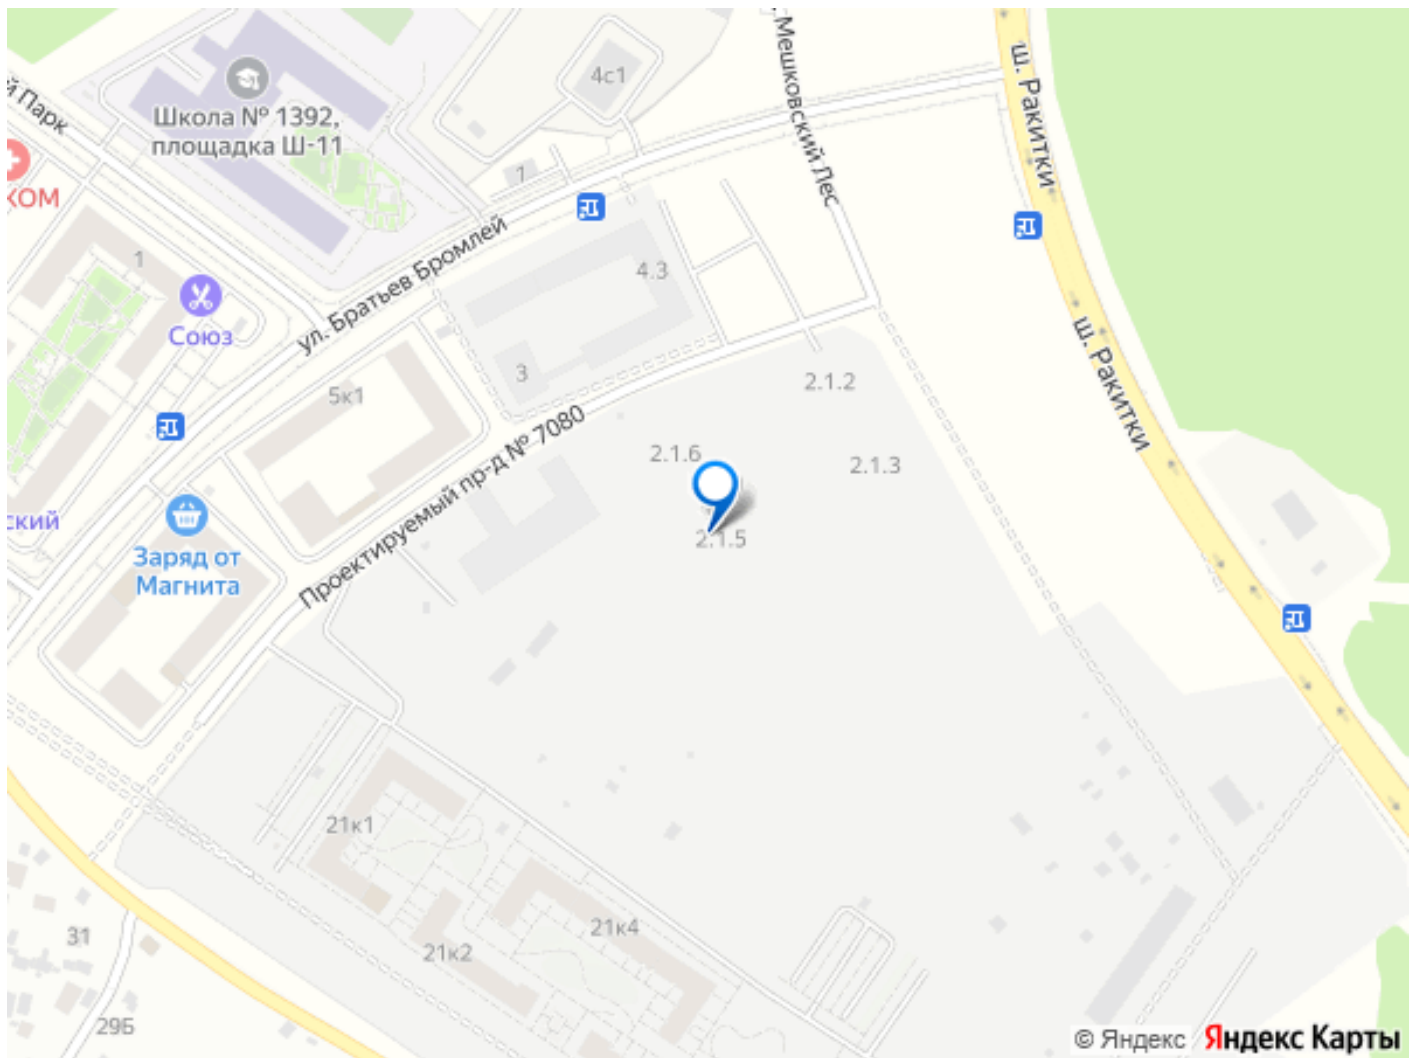 й Парк
Школа № 1392,
площадка Ш-11
4с1
Мешковский Лес
ш. Ракитки
КОМ
1
1
Союз
ул. Братьев Бромлей
4.3
3
5к1
ш. Ракитки
2.1.2
2.1.6
2.1.3
2.1.5
Проектируемый пр-д № 7080
ский
Заряд от
Магнита
21к1
21к4
21к2
31
29Б
© Яндекс Яндекс Карты